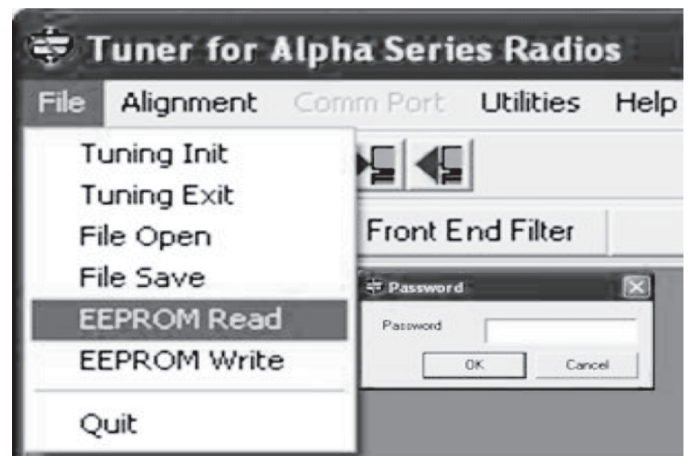 Tuner for Alpha Series Radios
File Alignment Comm Port Utilities Help
Tuning Init
Tuning Exit
File Open
File Save
EEPROM Read
EEPROM Write
Quit
Front End Filter
Password
Password
OK Cancel